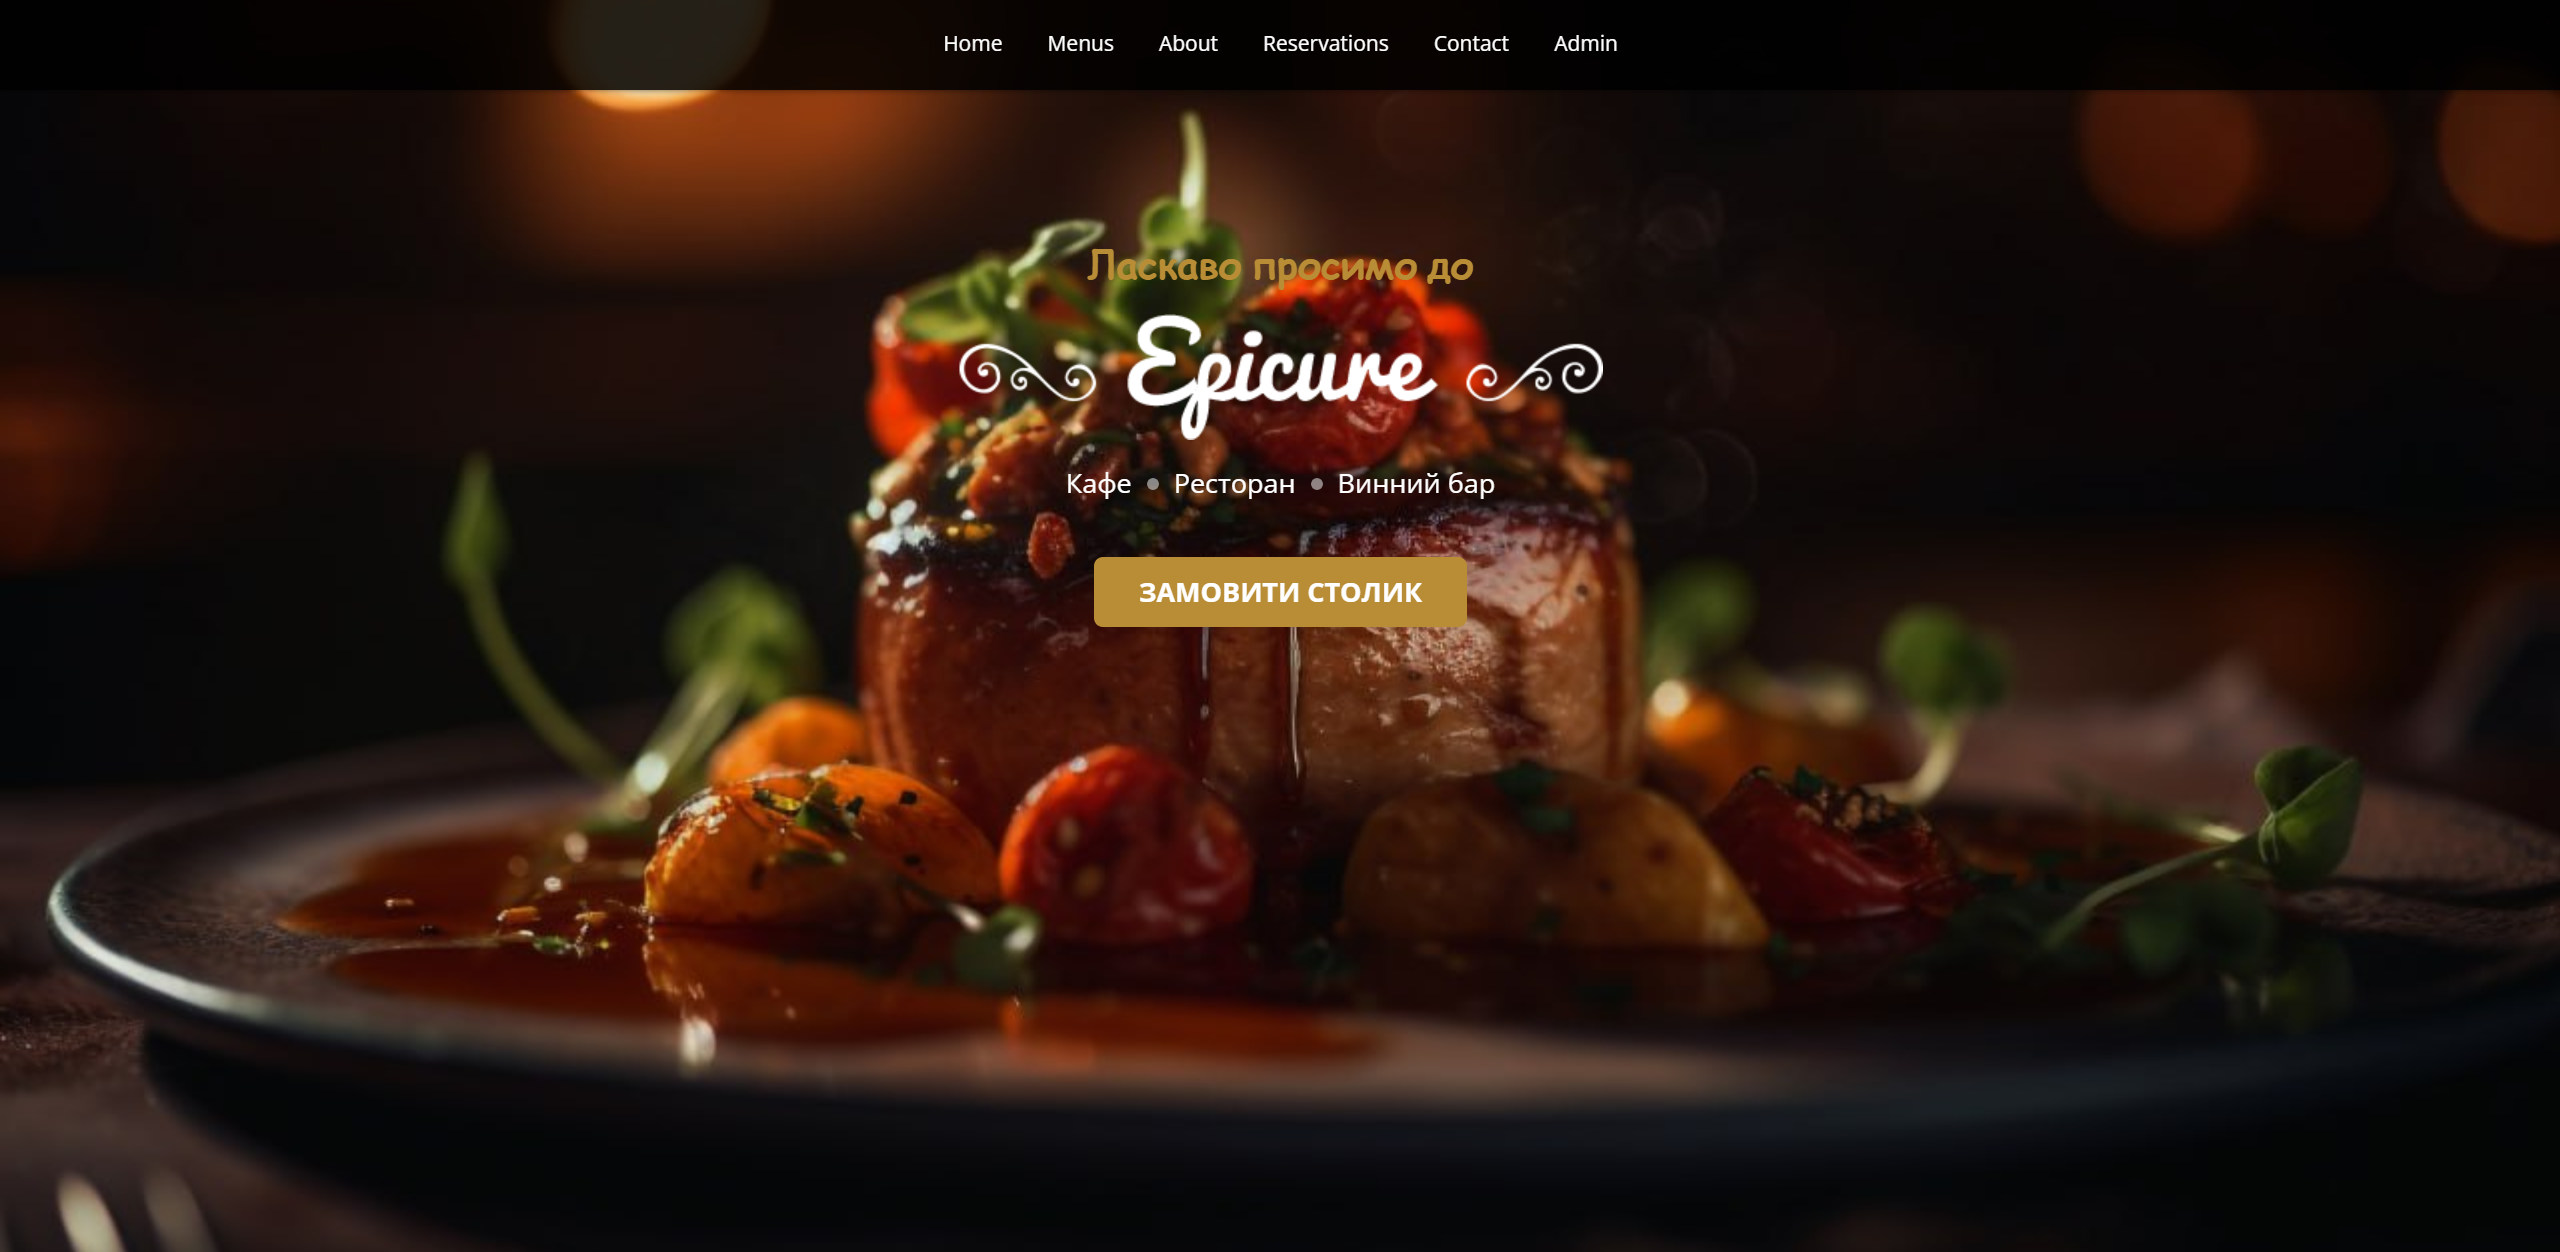 Home Menus About Reservations Contact Admin
Ласкаво просимо до
Epicure
Кафе • Ресторан • Винний бар
ЗАМОВИТИ СТОЛИК